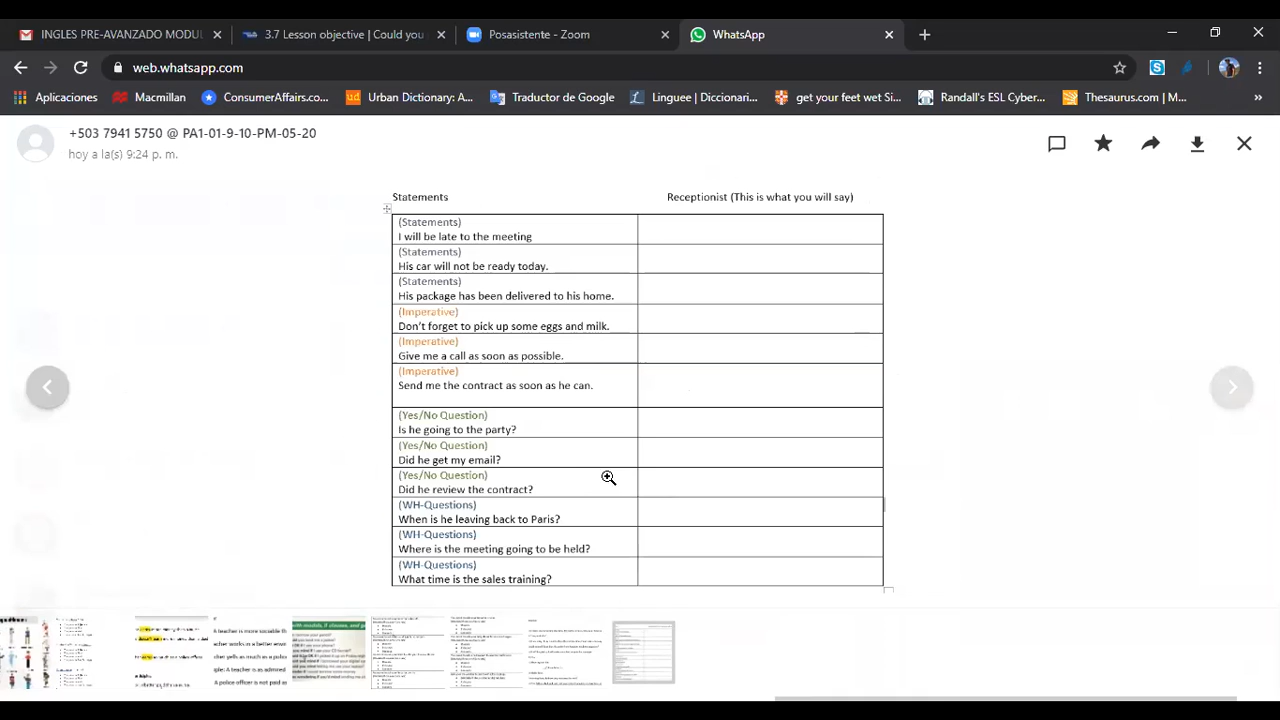 INGLES PRE-AVANZADO MODU
3.7 Lesson objective | Could you
Posasistente - Zoom
WhatsApp
web.whatsapp.com
Aplicaciones
Macmillan
ConsumerAffairs.co...
Urban Dictionary: A...
Traductor de Google
Linguee | Diccionari...
get your feet wet Si...
Randall's ESL Cyber...
Thesaurus.com | M...
+503 7941 5750 @ PA1-01-9-10-PM-05-20
hoy a la(s) 9:24 p. m.
Statements
Receptionist (This is what you will say)
(Statements)
I will be late to the meeting
(Statements)
His car will not be ready today.
(Statements)
His package has been delivered to his home.
(Imperative)
Don't forget to pick up some eggs and milk.
(Imperative)
Give me a call as soon as possible.
(Imperative)
Send me the contract as soon as he can.
(Yes/No Question)
Is he going to the party?
(Yes/No Question)
Did he get my email?
(Yes/No Question)
Did he review the contract?
(WH-Questions)
When is he leaving back to Paris?
(WH-Questions)
Where is the meeting going to be held?
(WH-Questions)
What time is the sales training?
A teacher is more sociable th